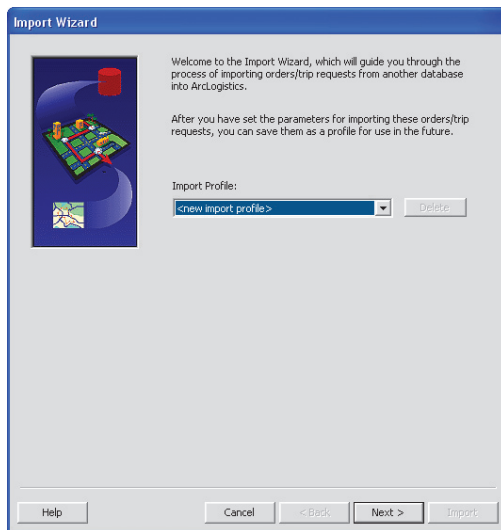 Import Wizard
Welcome to the Import Wizard, which will guide you through the
process of importing orders/trip requests from another database
into ArcLogistics.
After you have set the parameters for importing these orders/trip
requests, you can save them as a profile for use in the future.
Import Profile:
<new import profile> Delete
Help Cancel < Back Next > Import